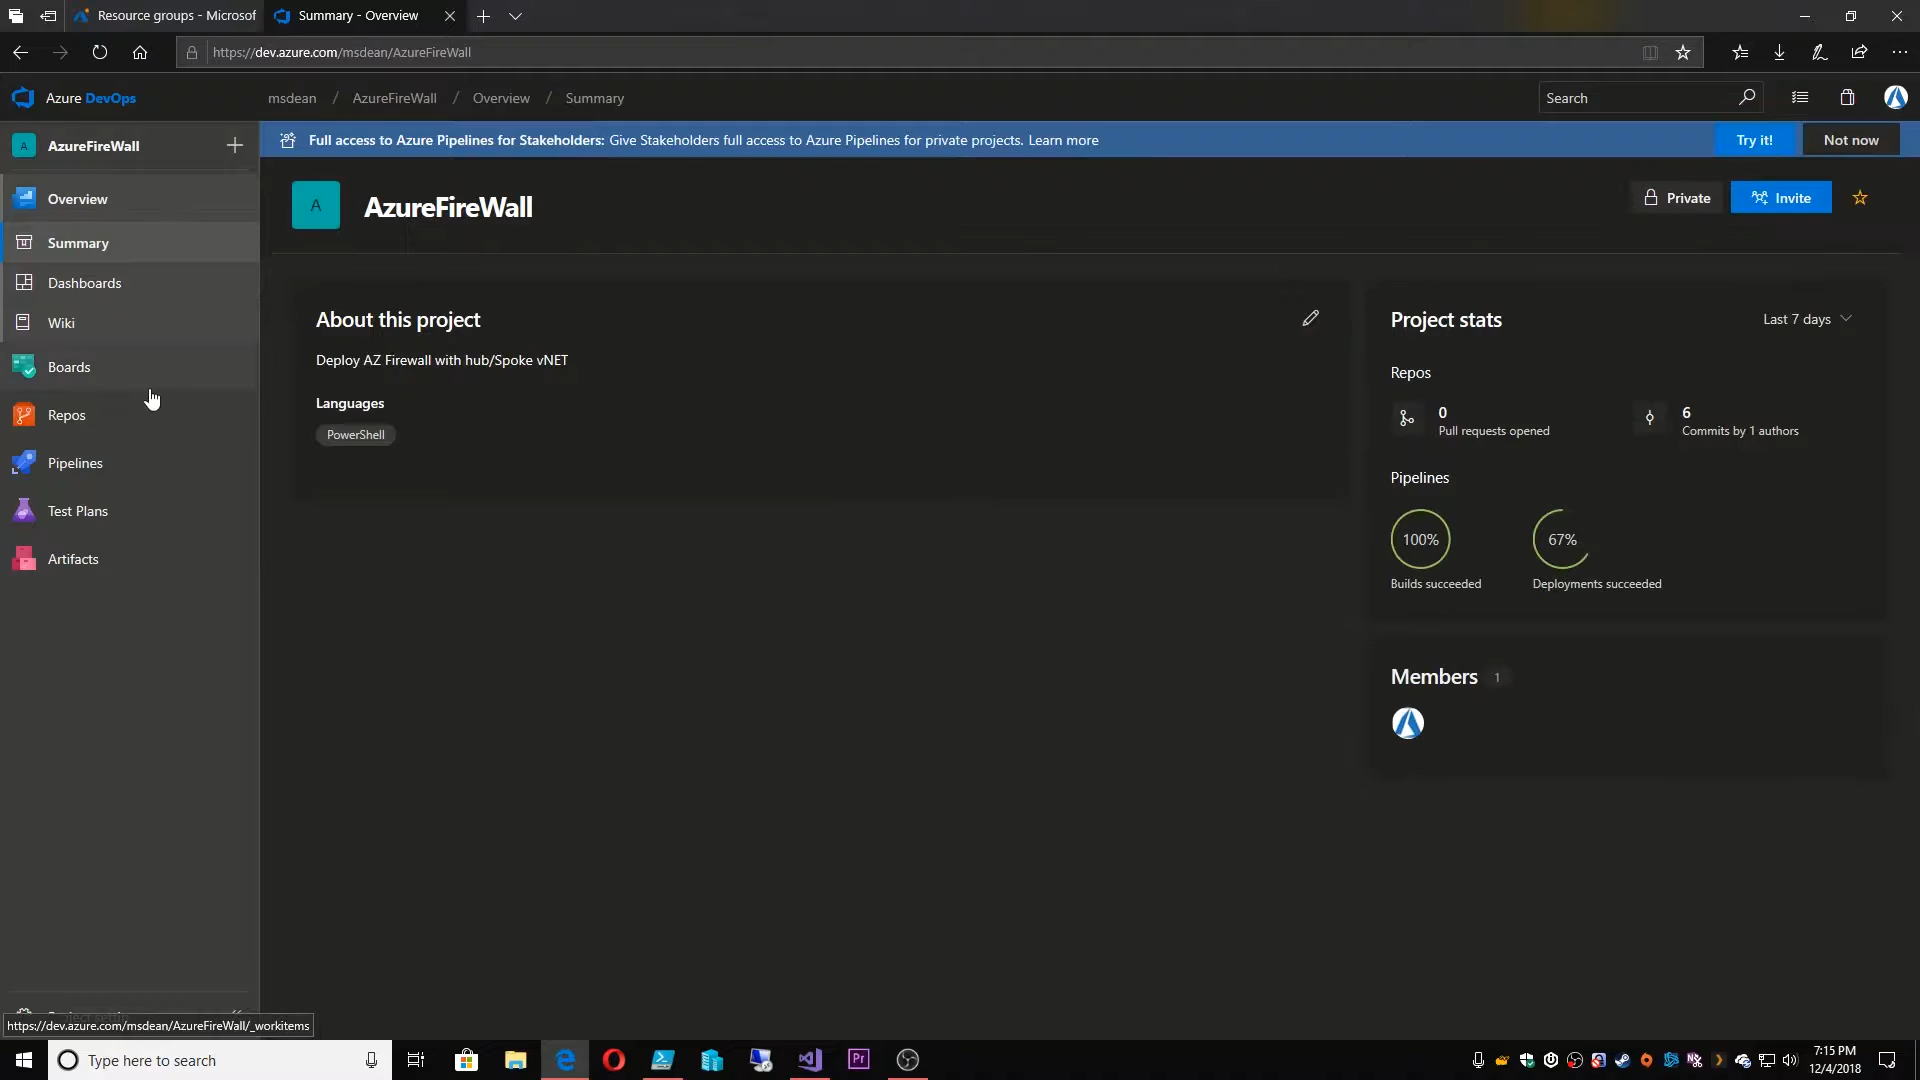 Resource groups - Microsof
Summary - Overview
https://dev.azure.com/msdean/AzureFireWall
Azure DevOps
msdean / AzureFireWall / Overview / Summary
Search
A
AzureFireWall
Full access to Azure Pipelines for Stakeholders: Give Stakeholders full access to Azure Pipelines for private projects. Learn more
Try it!
Not now
Overview
Summary
Dashboards
Wiki
Boards
Repos
Pipelines
Test Plans
Artifacts
A
AzureFireWall
Private
Invite
About this project
Deploy AZ Firewall with hub/Spoke vNET
Languages
PowerShell
Project stats
Last 7 days
Repos
0
Pull requests opened
6
Commits by 1 authors
Pipelines
100%
Builds succeeded
67%
Deployments succeeded
Members 1
https://dev.azure.com/msdean/AzureFireWall/_workitems
Type here to search
Pr
7:15 PM
12/4/2018